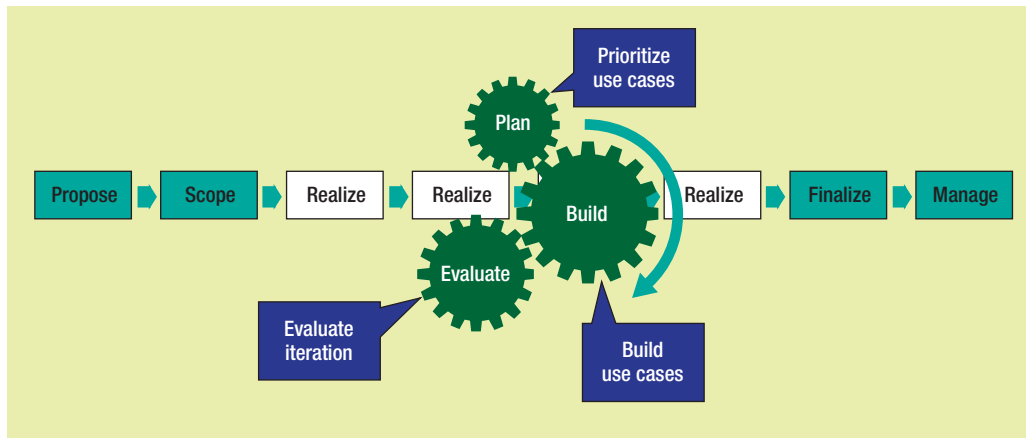 Prioritize
use cases
Plan
Propose
Scope
Realize
Realize
Build
Realize
Finalize
Manage
Evaluate
Evaluate
iteration
Build
use cases